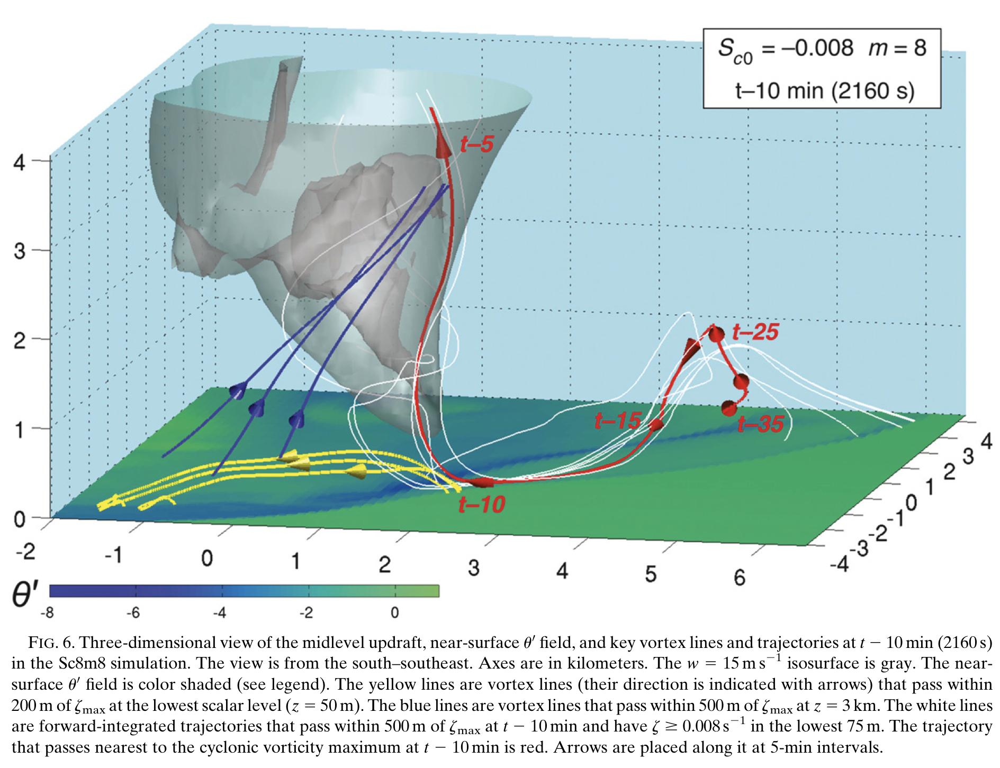 S_c0 = –0.008 m = 8
t–10 min (2160 s)
t–5
4
3
2
1
0
t–25
t–15
t–35
t–10
-2
-1
0
1
2
3
4
5
6
4
3
2
1
0
-1
-2
-3
-4
θ′
-8
-6
-4
-2
0
FIG. 6. Three-dimensional view of the midlevel updraft, near-surface θ′ field, and key vortex lines and trajectories at t − 10 min (2160 s)
in the Sc8m8 simulation. The view is from the south–southeast. Axes are in kilometers. The w = 15 m s⁻¹ isosurface is gray. The near-
surface θ′ field is color shaded (see legend). The yellow lines are vortex lines (their direction is indicated with arrows) that pass within
200 m of ζmax at the lowest scalar level (z = 50 m). The blue lines are vortex lines that pass within 500 m of ζmax at z = 3 km. The white lines
are forward-integrated trajectories that pass within 500 m of ζmax at t − 10 min and have ζ ≥ 0.008 s⁻¹ in the lowest 75 m. The trajectory
that passes nearest to the cyclonic vorticity maximum at t − 10 min is red. Arrows are placed along it at 5-min intervals.